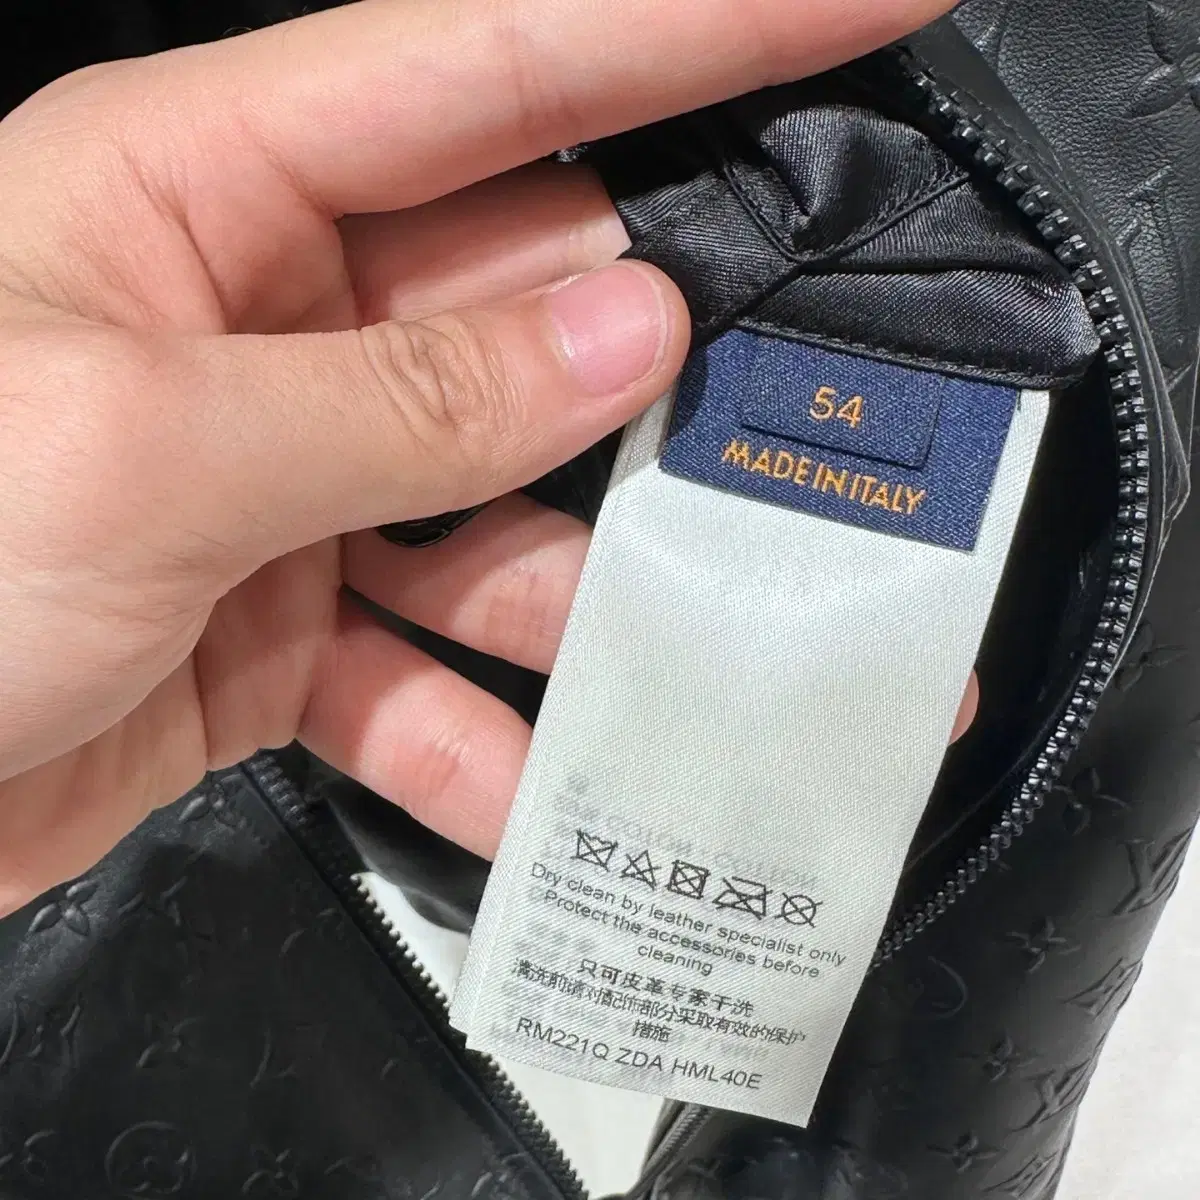 54
MADE IN ITALY
Dry clean by leather specialist only
Protect the accessories before
cleaning
只可皮革专家干洗
清洗前请对配饰部分采取有效的保护
措施
RM221Q ZDA HML40E